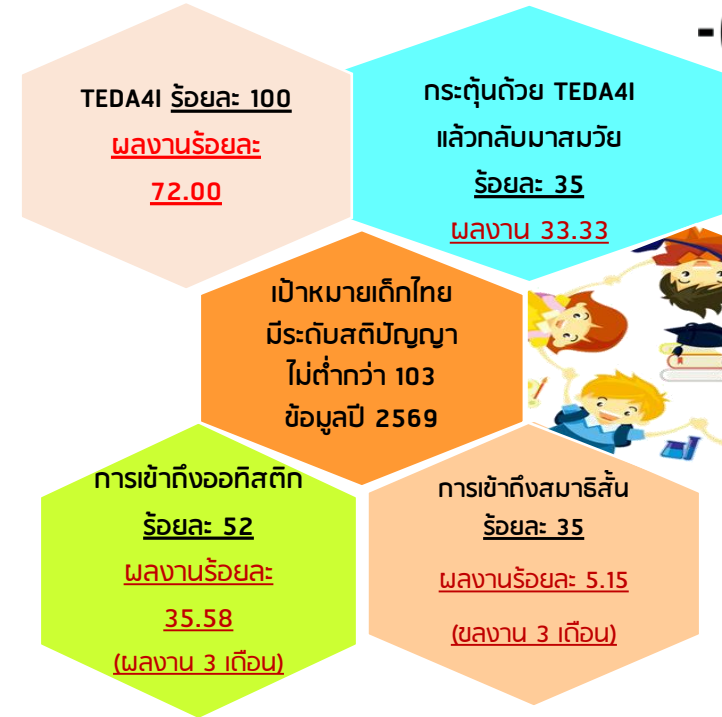 TEDA4I ร้อยละ 100
ผลงานร้อยละ
72.00
กระตุ้นด้วย TEDA4I
แล้วกลับมาสมวัย
ร้อยละ 35
ผลงาน 33.33
เป้าหมายเด็กไทย
มีระดับสติปัญญา
ไม่ต่ำกว่า 103
ข้อมูลปี 2569
การเข้าถึงออทิสติก
ร้อยละ 52
ผลงานร้อยละ
35.58
(ผลงาน 3 เดือน)
การเข้าถึงสมาธิสั้น
ร้อยละ 35
ผลงานร้อยละ 5.15
(ขลงาน 3 เดือน)